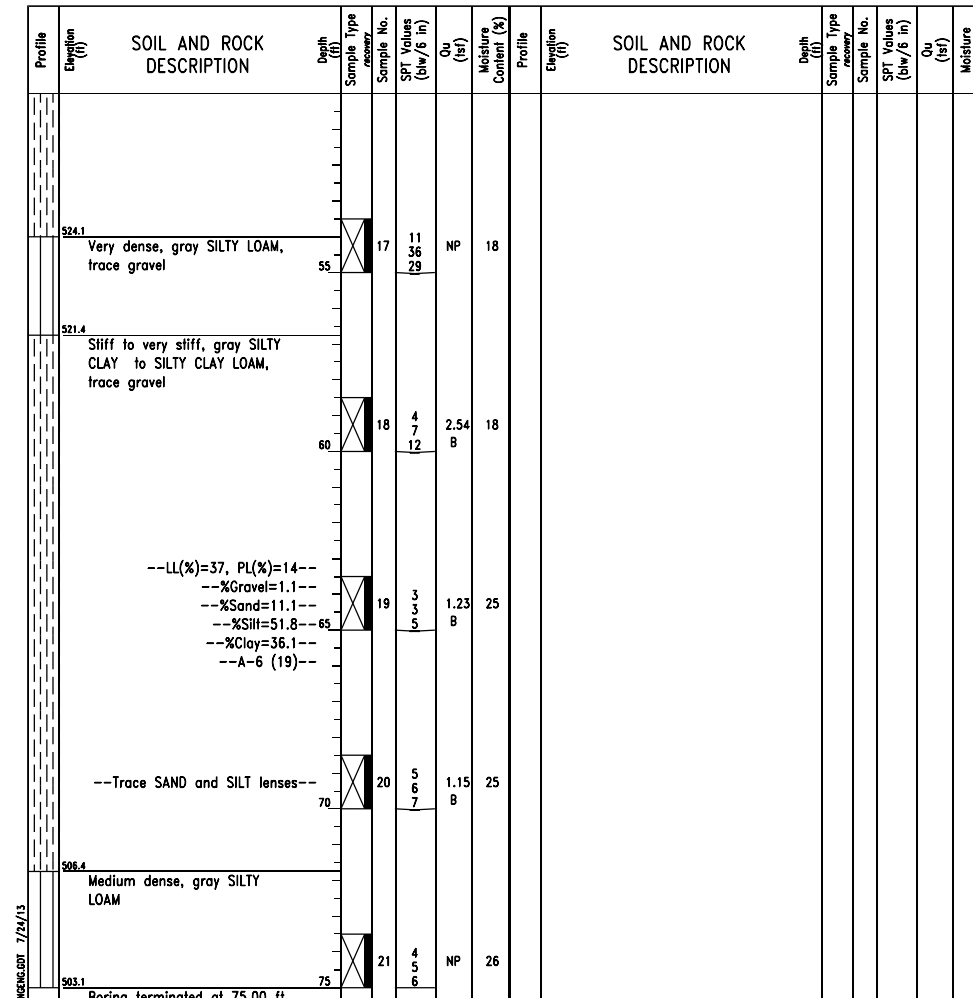 Profile
Elevation (ft)
SOIL AND ROCK
DESCRIPTION
Depth (ft)
Sample Type
recovery
Sample No.
SPT Values
(blw/6 in)
Qu
(tsf)
Moisture
Content (%)
Profile
Elevation
(ft)
SOIL AND ROCK
DESCRIPTION
Depth
(ft)
Sample Type
recovery
Sample No.
SPT Values
(blw/6 in)
Qu
(tsf)
Moisture
524.1
Very dense, gray SILTY LOAM,
trace gravel
55
17
11
36
29
NP
18
521.4
Stiff to very stiff, gray SILTY
CLAY to SILTY CLAY LOAM,
trace gravel
60
18
4
7
12
2.54
B
18
--LL(%)=37, PL(%)=14--
--%Gravel=1.1--
--%Sand=11.1--
--%Silt=51.8-- 65
--%Clay=36.1--
--A-6 (19)--
19
3
3
5
1.23
B
25
--Trace SAND and SILT lenses--
70
20
5
6
7
1.15
B
25
506.4
Medium dense, gray SILTY
LOAM
75
21
4
5
6
NP
26
503.1
Boring terminated at 75.00 ft
NGENG.GDT 7/24/13